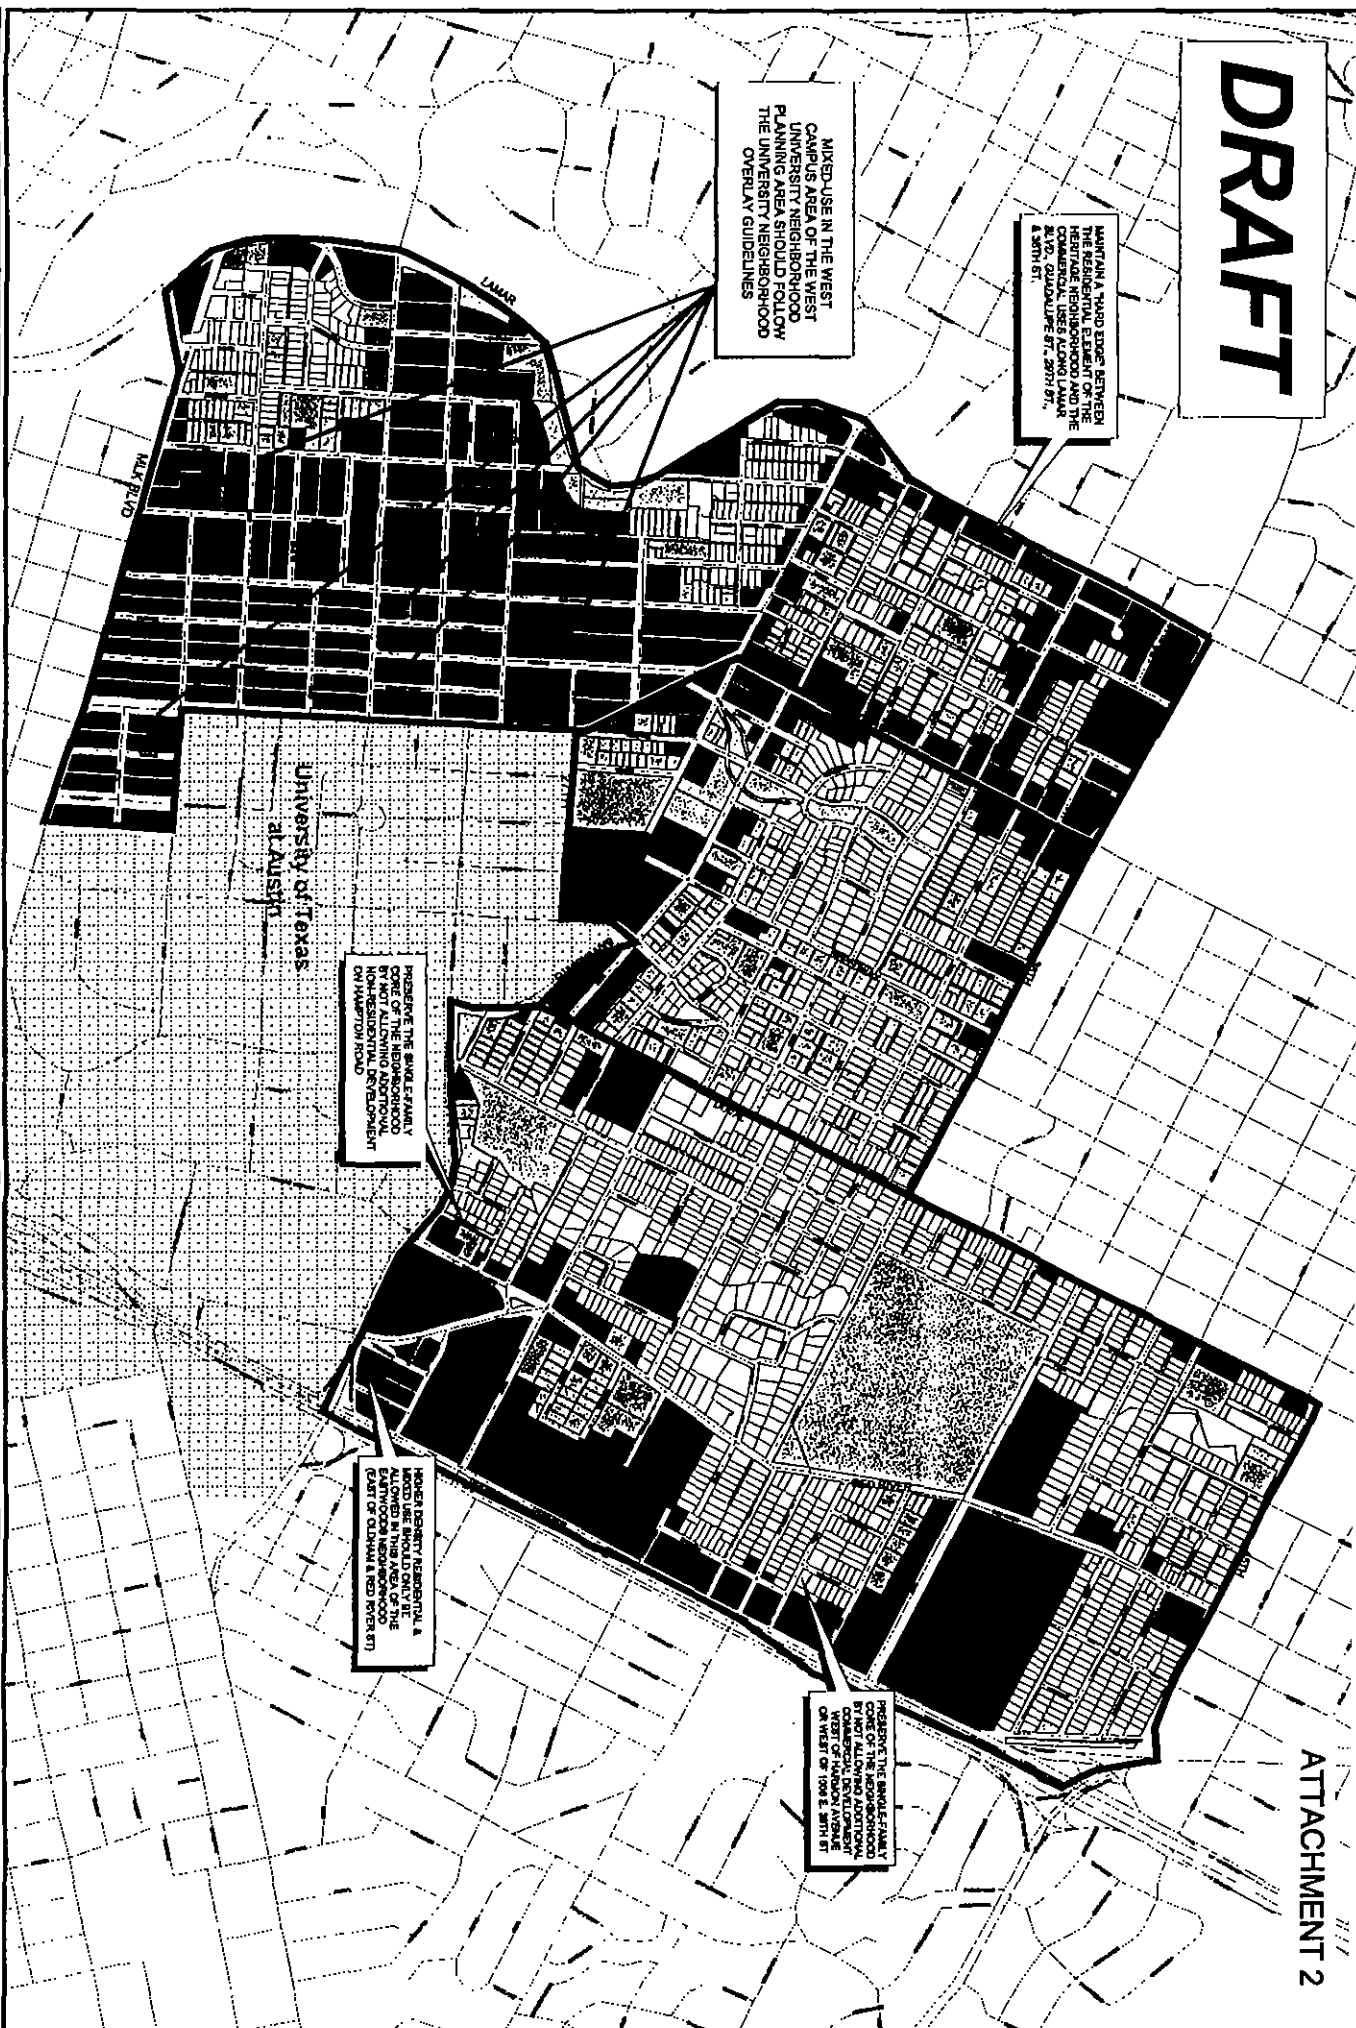 DRAFT
ATTACHMENT 2
MAINTAIN A "HARD EDGE" BETWEEN
THE RESIDENTIAL ELEMENT OF THE
HERITAGE NEIGHBORHOOD AND THE
COMMERCIAL USES ALONG LAMAR
BLVD., GUADALUPE ST., 29TH ST.,
& 38TH ST.
MIXED-USE IN THE WEST
CAMPUS AREA OF THE WEST
UNIVERSITY NEIGHBORHOOD
PLANNING AREA SHOULD FOLLOW
THE UNIVERSITY NEIGHBORHOOD
OVERLAY GUIDELINES
LAMAR
MLK BLVD
University of Texas
at Austin
PRESERVE THE SINGLE-FAMILY
CORE OF THE NEIGHBORHOOD
BY NOT ALLOWING ADDITIONAL
NON-RESIDENTIAL DEVELOPMENT
ON HAMPTON ROAD
RED RIVER
HIGHER DENSITY RESIDENTIAL &
MIXED USE SHOULD ONLY BE
ALLOWED IN THIS AREA OF THE
EASTWOODS NEIGHBORHOOD
(EAST OF OLDHAM & RED RIVER ST)
PRESERVE THE SINGLE-FAMILY
CORE OF THE NEIGHBORHOOD
BY NOT ALLOWING ADDITIONAL
COMMERCIAL DEVELOPMENT
WEST OF HARMON AVENUE
OR WEST OF E. 38TH ST